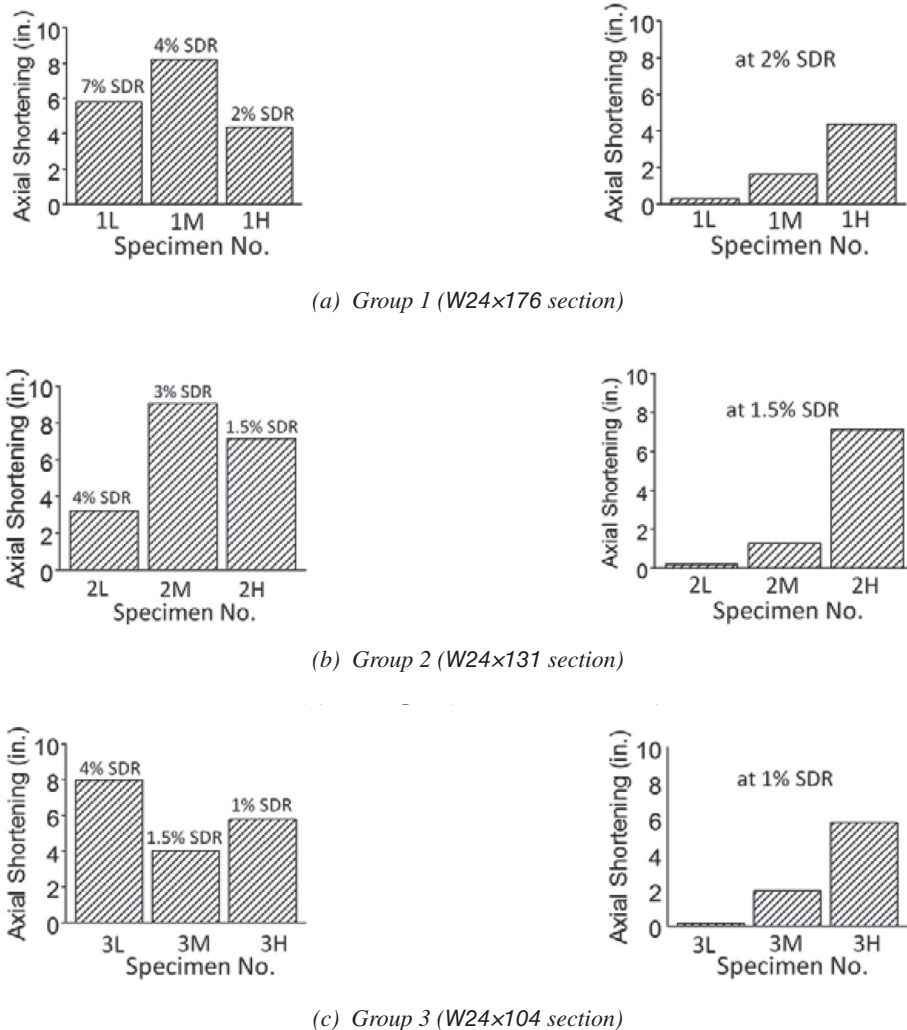 Axial Shortening (in.)
10
8
6
4
2
0
7% SDR
4% SDR
2% SDR
1L 1M 1H
Specimen No.
Axial Shortening (in.)
10
8
6
4
2
0
at 2% SDR
1L 1M 1H
Specimen No.
(a) Group 1 (W24×176 section)
Axial Shortening (in.)
10
8
6
4
2
0
4% SDR
3% SDR
1.5% SDR
2L 2M 2H
Specimen No.
Axial Shortening (in.)
10
8
6
4
2
0
at 1.5% SDR
2L 2M 2H
Specimen No.
(b) Group 2 (W24×131 section)
Axial Shortening (in.)
10
8
6
4
2
0
4% SDR
1.5% SDR
1% SDR
3L 3M 3H
Specimen No.
Axial Shortening (in.)
10
8
6
4
2
0
at 1% SDR
3L 3M 3H
Specimen No.
(c) Group 3 (W24×104 section)